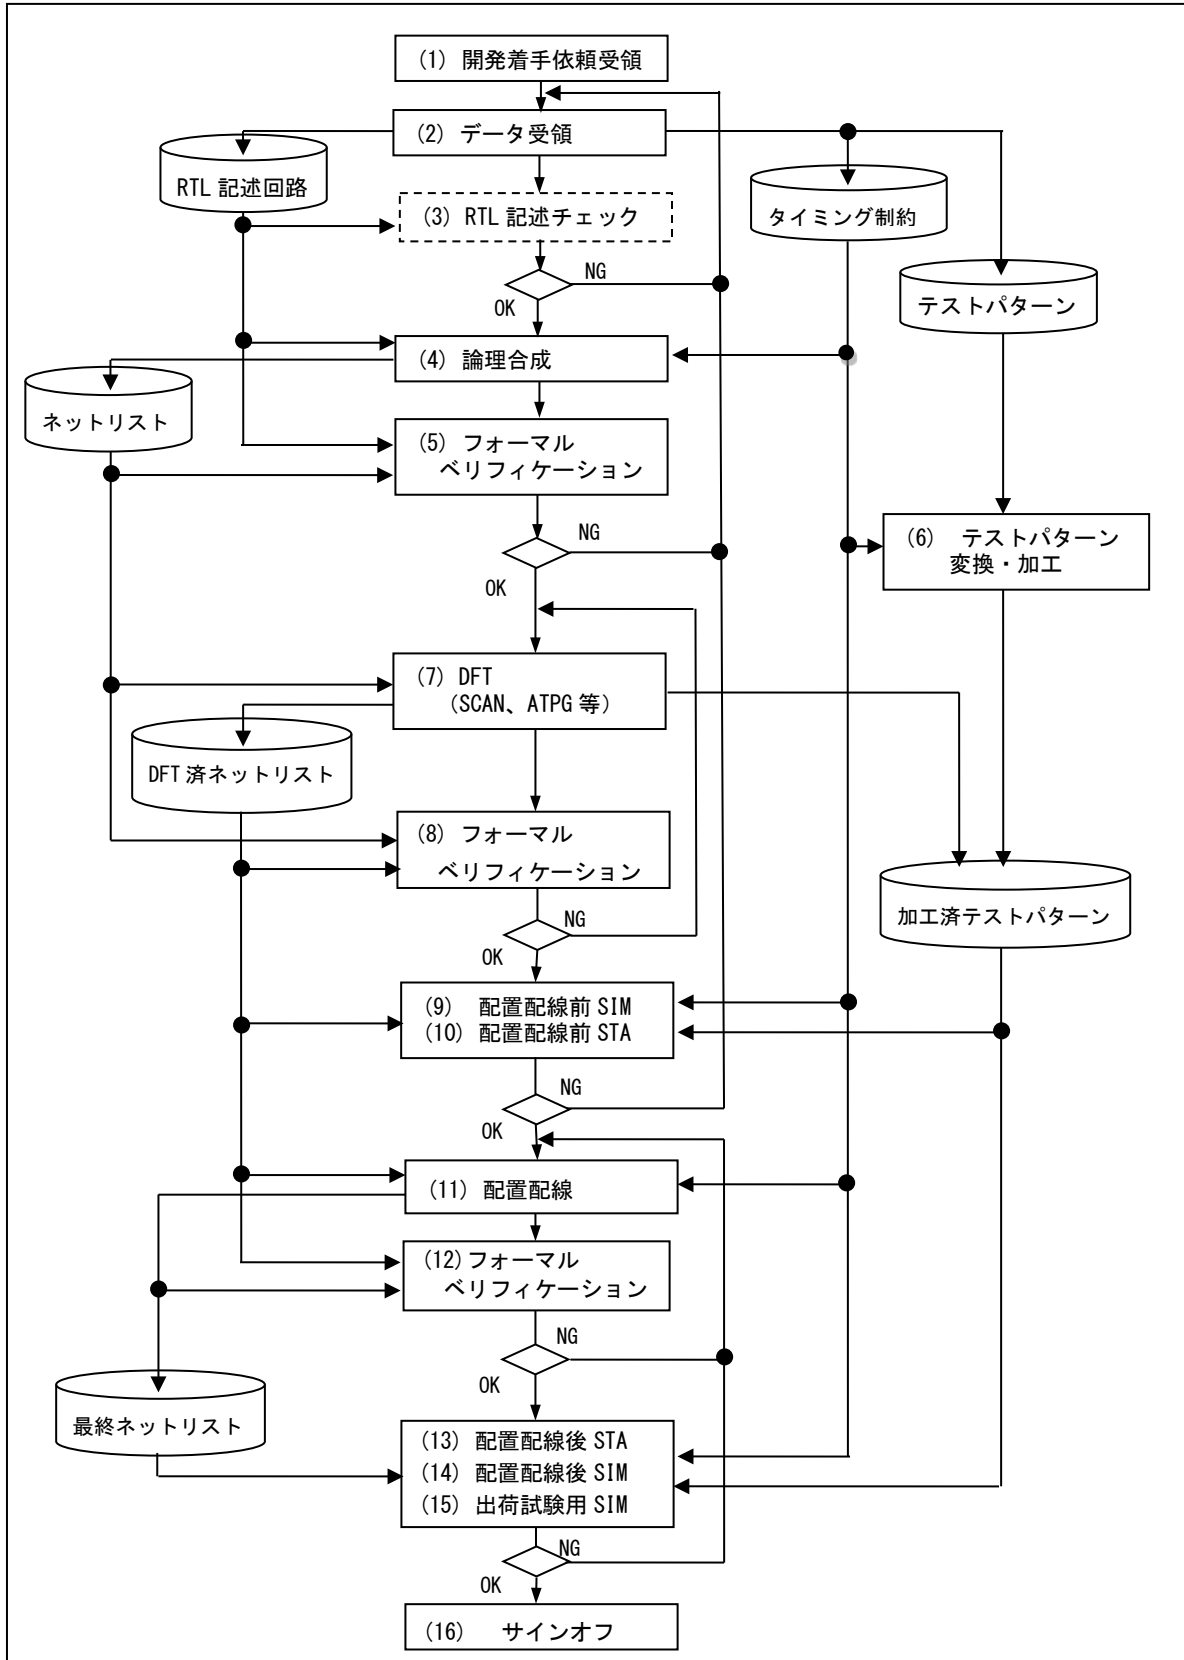 (1) 開発着手依頼受領
(2) データ受領
RTL 記述回路
タイミング制約
(3) RTL 記述チェック
テストパターン
NG
OK
(4) 論理合成
ネットリスト
(5) フォーマル
ベリフィケーション
NG
OK
(6) テストパターン
変換・加工
(7) DFT
(SCAN、ATPG 等)
DFT 済ネットリスト
(8) フォーマル
ベリフィケーション
加工済テストパターン
NG
OK
(9) 配置配線前 SIM
(10) 配置配線前 STA
NG
OK
(11) 配置配線
(12) フォーマル
ベリフィケーション
NG
OK
最終ネットリスト
(13) 配置配線後 STA
(14) 配置配線後 SIM
(15) 出荷試験用 SIM
NG
OK
(16) サインオフ